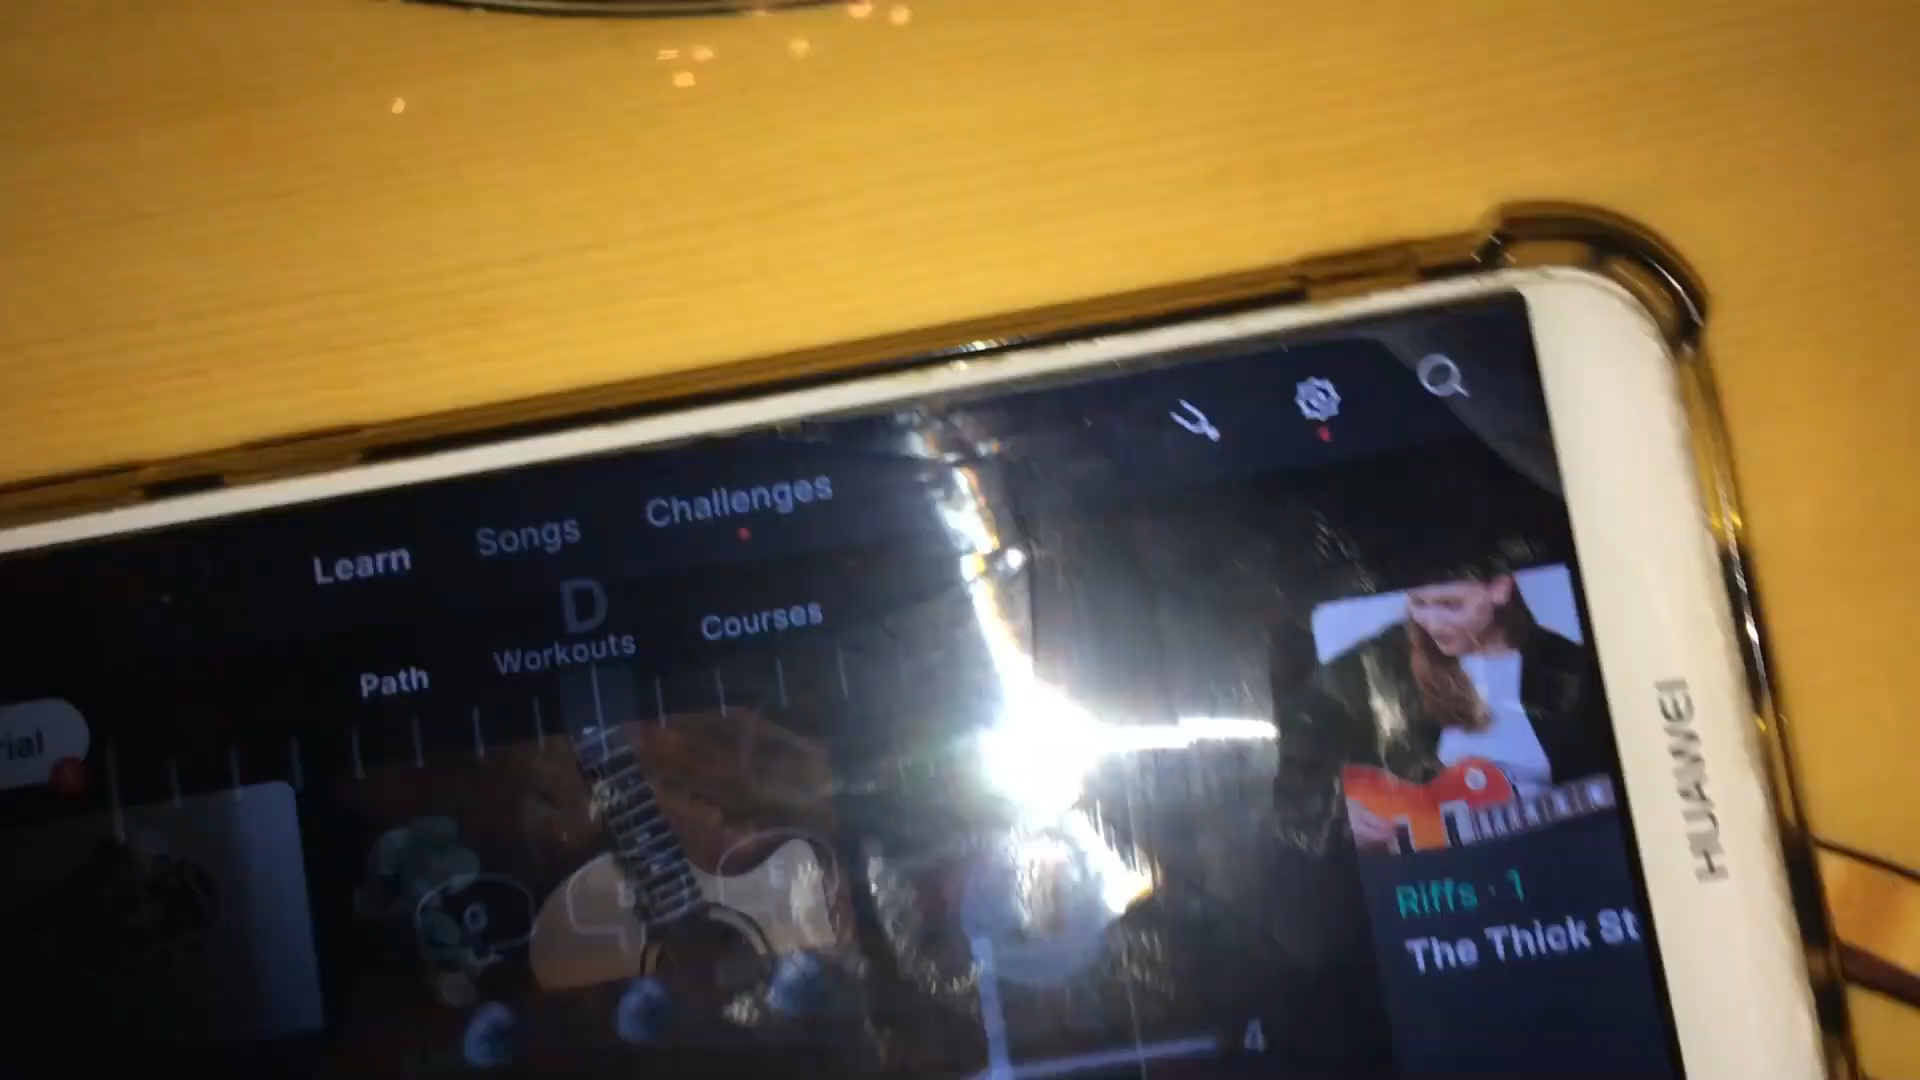 Learn Songs Challenges
D
Path Workouts Courses
rial
G
Riffs · 1
The Thick St
4
HUAWEI